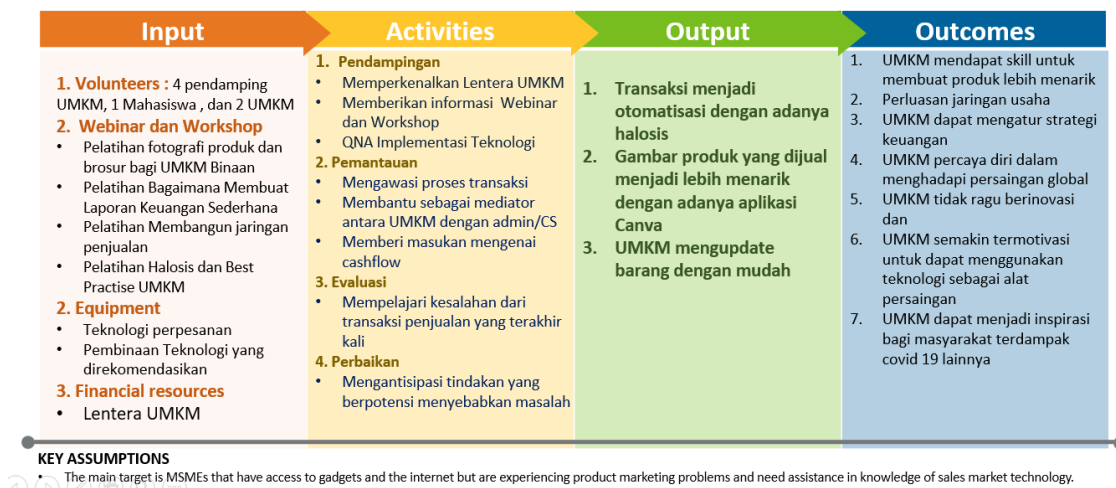 Input
Activities
Output
Outcomes
1. Volunteers : 4 pendamping
UMKM, 1 Mahasiswa , dan 2 UMKM
2. Webinar dan Workshop
• Pelatihan fotografi produk dan
brosur bagi UMKM Binaan
• Pelatihan Bagaimana Membuat
Laporan Keuangan Sederhana
• Pelatihan Membangun jaringan
penjualan
• Pelatihan Halosis dan Best
Practise UMKM
2. Equipment
• Teknologi perpesanan
• Pembinaan Teknologi yang
direkomendasikan
3. Financial resources
• Lentera UMKM
1. Pendampingan
• Memperkenalkan Lentera UMKM
• Memberikan informasi Webinar
dan Workshop
• QNA Implementasi Teknologi
2. Pemantauan
• Mengawasi proses transaksi
• Membantu sebagai mediator
antara UMKM dengan admin/CS
• Memberi masukan mengenai
cashflow
3. Evaluasi
• Mempelajari kesalahan dari
transaksi penjualan yang terakhir
kali
4. Perbaikan
• Mengantisipasi tindakan yang
berpotensi menyebabkan masalah
1. Transaksi menjadi
otomatisasi dengan adanya
halosis
2. Gambar produk yang dijual
menjadi lebih menarik
dengan adanya aplikasi
Canva
3. UMKM mengupdate
barang dengan mudah
1. UMKM mendapat skill untuk
membuat produk lebih menarik
2. Perluasan jaringan usaha
3. UMKM dapat mengatur strategi
keuangan
4. UMKM percaya diri dalam
menghadapi persaingan global
5. UMKM tidak ragu berinovasi
dan
6. UMKM semakin termotivasi
untuk dapat menggunakan
teknologi sebagai alat
persaingan
7. UMKM dapat menjadi inspirasi
bagi masyarakat terdampak
covid 19 lainnya
KEY ASSUMPTIONS
• The main target is MSMEs that have access to gadgets and the internet but are experiencing product marketing problems and need assistance in knowledge of sales market technology.